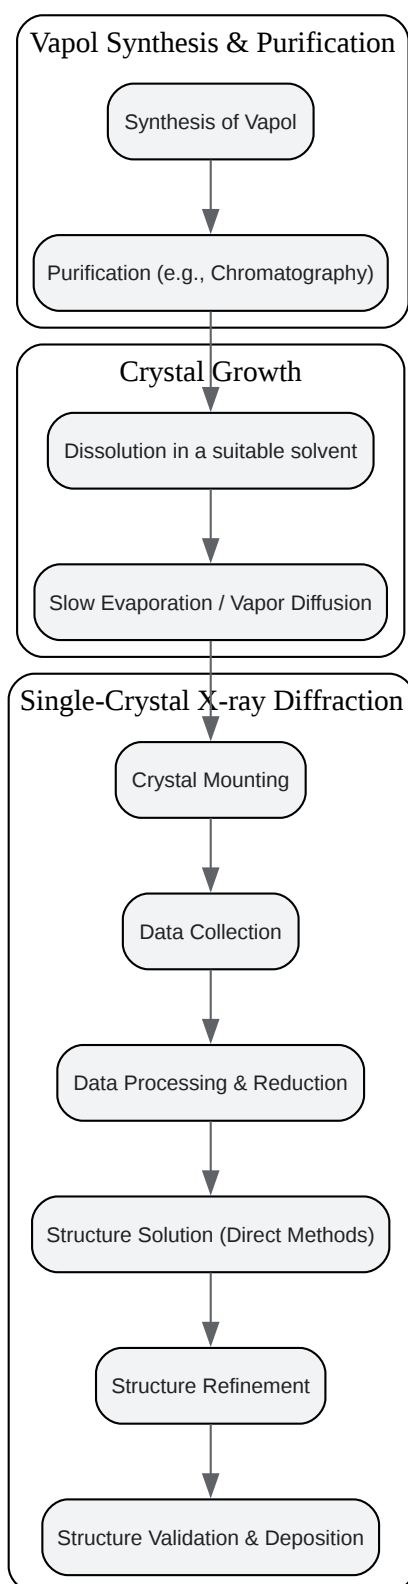 Vapol Synthesis & Purification
Synthesis of Vapol
Purification (e.g., Chromatography)
Crystal Growth
Dissolution in a suitable solvent
Slow Evaporation / Vapor Diffusion
Single-Crystal X-ray Diffraction
Crystal Mounting
Data Collection
Data Processing & Reduction
Structure Solution (Direct Methods)
Structure Refinement
Structure Validation & Deposition